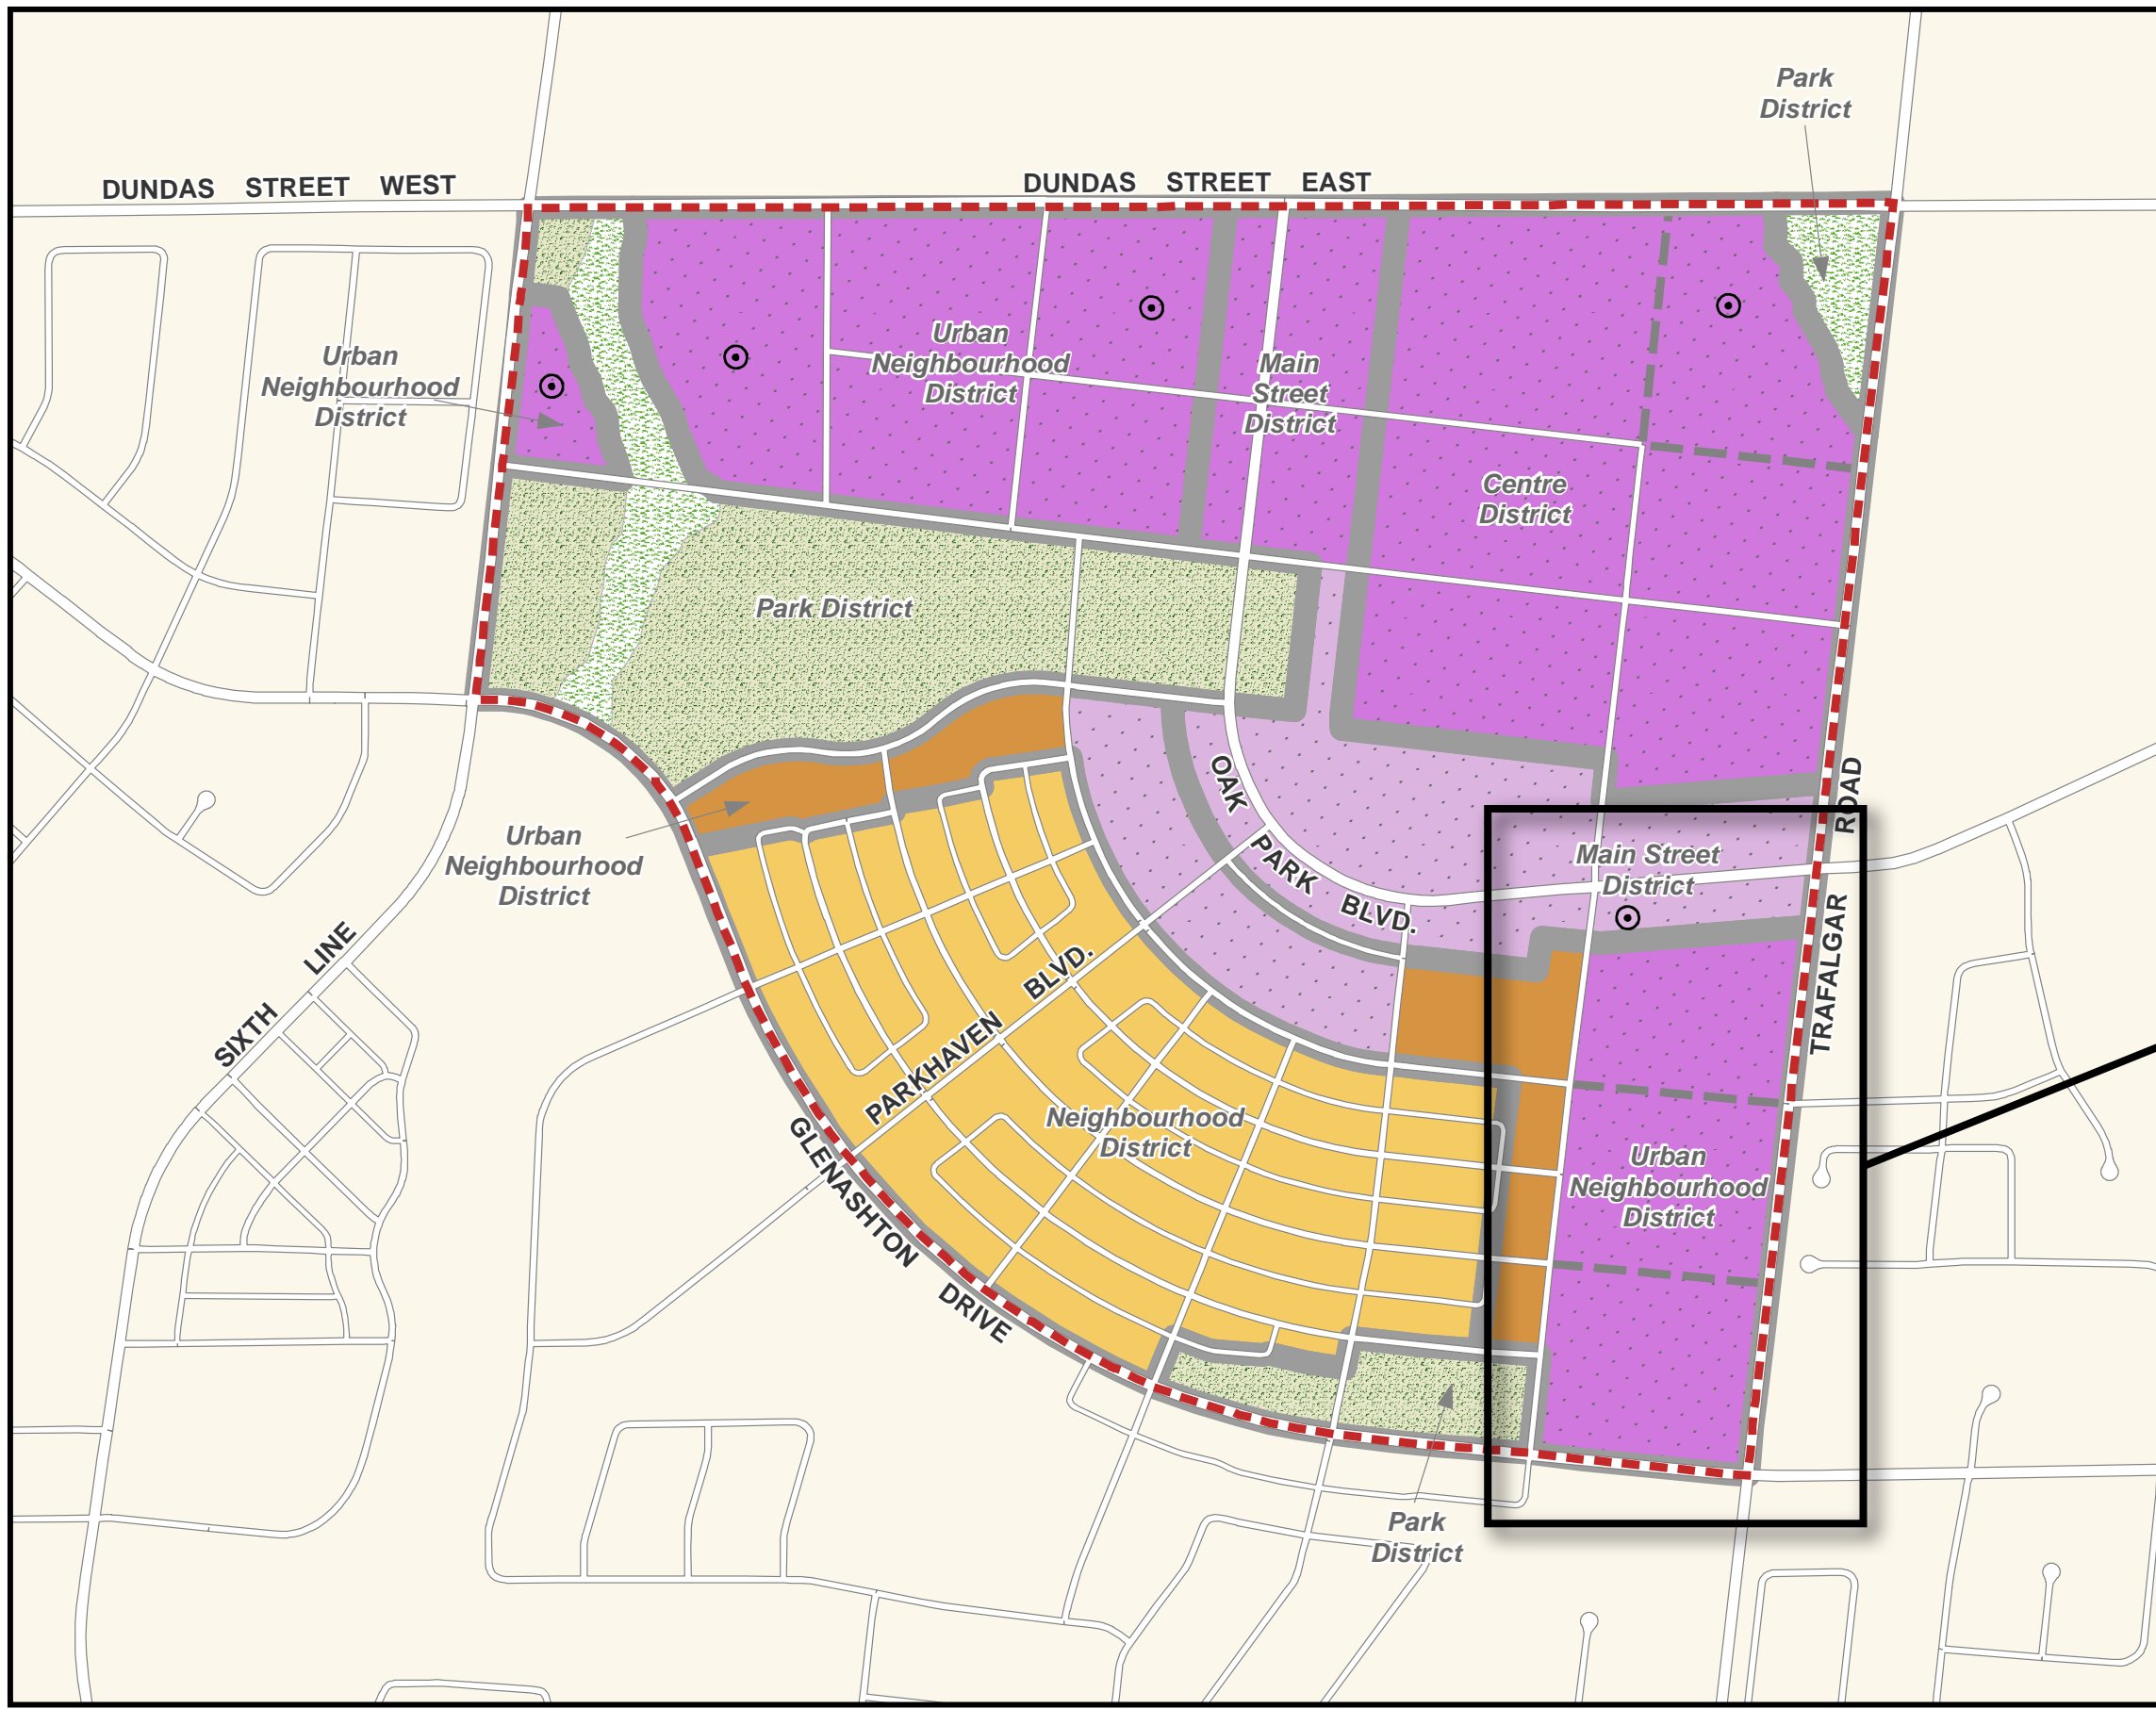 Park
District
DUNDAS STREET WEST
DUNDAS STREET EAST
Urban
Neighbourhood
District
Urban
Neighbourhood
District
Main
Street
District
Centre
District
Park District
OAK PARK BLVD.
ROAD
TRAFALGAR
Main Street
District
Urban
Neighbourhood
District
SIXTH LINE
PARKHAVEN BLVD.
Neighbourhood
District
Urban
Neighbourhood
District
GLENASHTON DRIVE
Park
District